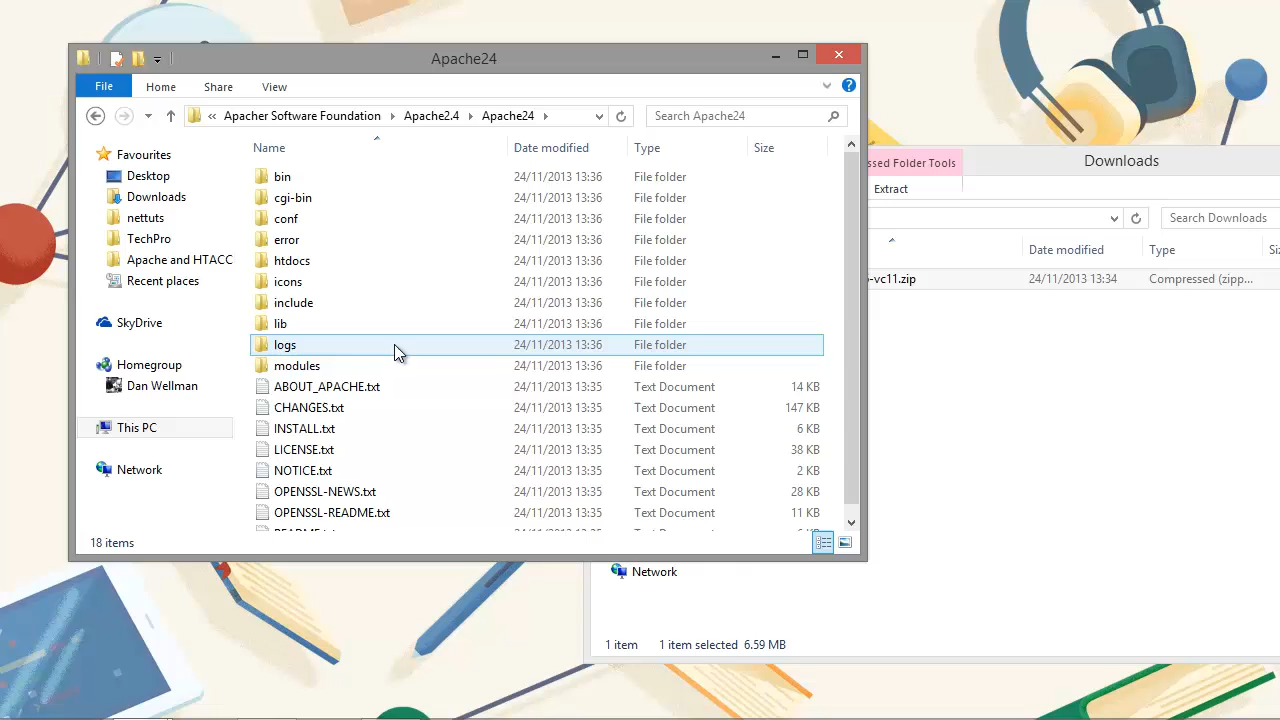 Apache24
File Home Share View
« Apacher Software Foundation Apache2.4 Apache24
Search Apache24
Name Date modified Type Size
Favourites
Desktop
Downloads
nettuts
TechPro
Apache and HTACC
Recent places
SkyDrive
Homegroup
Dan Wellman
This PC
Network
bin 24/11/2013 13:36 File folder
cgi-bin 24/11/2013 13:36 File folder
conf 24/11/2013 13:36 File folder
error 24/11/2013 13:36 File folder
htdocs 24/11/2013 13:36 File folder
icons 24/11/2013 13:36 File folder
include 24/11/2013 13:36 File folder
lib 24/11/2013 13:36 File folder
logs 24/11/2013 13:36 File folder
modules 24/11/2013 13:36 File folder
ABOUT_APACHE.txt 24/11/2013 13:35 Text Document 14 KB
CHANGES.txt 24/11/2013 13:35 Text Document 147 KB
INSTALL.txt 24/11/2013 13:35 Text Document 6 KB
LICENSE.txt 24/11/2013 13:35 Text Document 38 KB
NOTICE.txt 24/11/2013 13:35 Text Document 2 KB
OPENSSL-NEWS.txt 24/11/2013 13:35 Text Document 28 KB
OPENSSL-README.txt 24/11/2013 13:35 Text Document 11 KB
18 items
ssed Folder Tools Downloads
Extract
Search Downloads
Date modified Type
-vc11.zip 24/11/2013 13:34 Compressed (zipp...
Network
1 item 1 item selected 6.59 MB